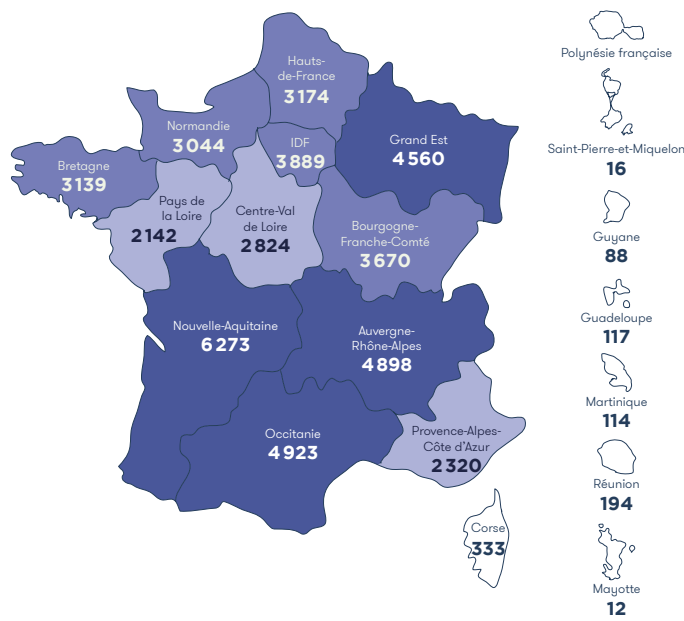 Hauts-
de-France
3 174
Normandie
3 044
IDF
3 889
Grand Est
4 560
Bretagne
3 139
Pays de
la Loire
2 142
Centre-Val
de Loire
2 824
Bourgogne-
Franche-Comté
3 670
Nouvelle-Aquitaine
6 273
Auvergne-
Rhône-Alpes
4 898
Occitanie
4 923
Provence-Alpes-
Côte d'Azur
2 320
Corse
333
Polynésie française
Saint-Pierre-et-Miquelon
16
Guyane
88
Guadeloupe
117
Martinique
114
Réunion
194
Mayotte
12